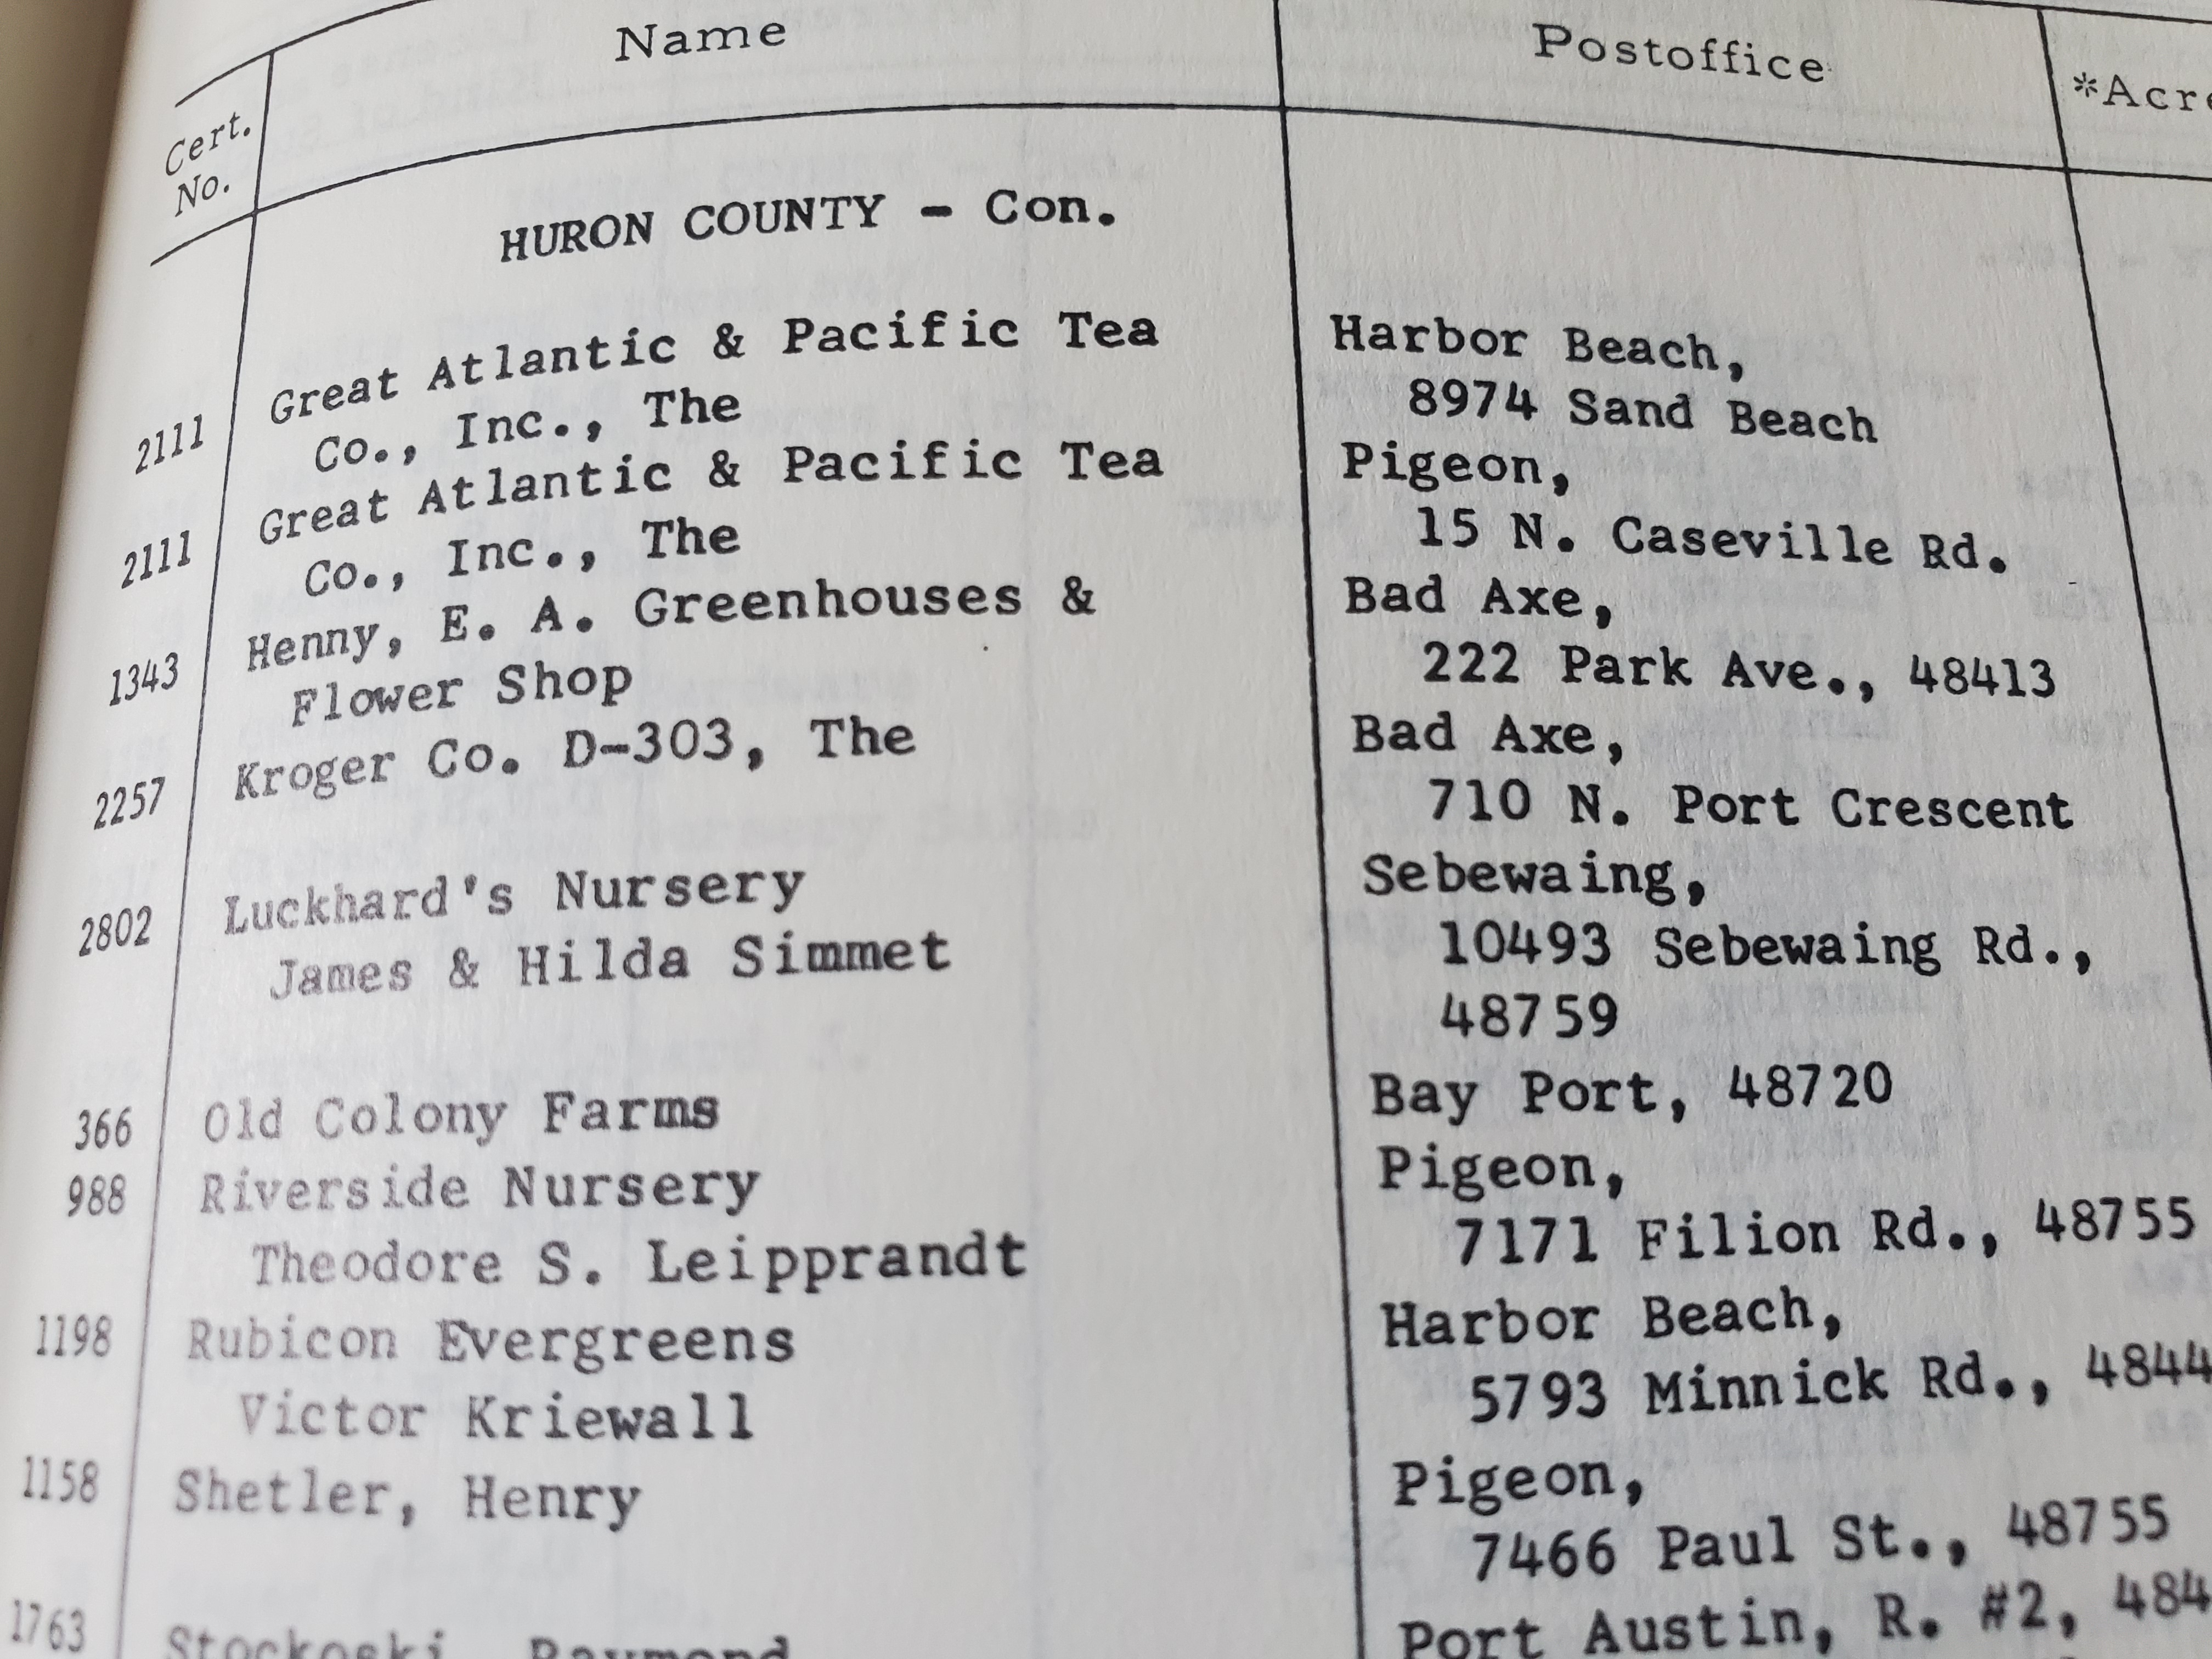 Cert. No. Name Postoffice
HURON COUNTY - Con.
2111 Great Atlantic & Pacific Tea Harbor Beach,
Co., Inc., The 8974 Sand Beach
2111 Great Atlantic & Pacific Tea Pigeon,
Co., Inc., The 15 N. Caseville Rd.
1343 Henny, E. A. Greenhouses & Bad Axe,
Flower Shop 222 Park Ave., 48413
2257 Kroger Co. D-303, The Bad Axe,
710 N. Port Crescent
2802 Luckhard's Nursery Sebewaing,
James & Hilda Simmet 10493 Sebewaing Rd.,
48759
366 Old Colony Farms Bay Port, 48720
988 Riverside Nursery Pigeon,
Theodore S. Leipprandt 7171 Filion Rd., 48755
1198 Rubicon Evergreens Harbor Beach,
Victor Kriewall 5793 Minnick Rd., 4844
1158 Shetler, Henry Pigeon,
7466 Paul St., 48755
1763 Stockoski, Raymond Port Austin, R. #2, 484